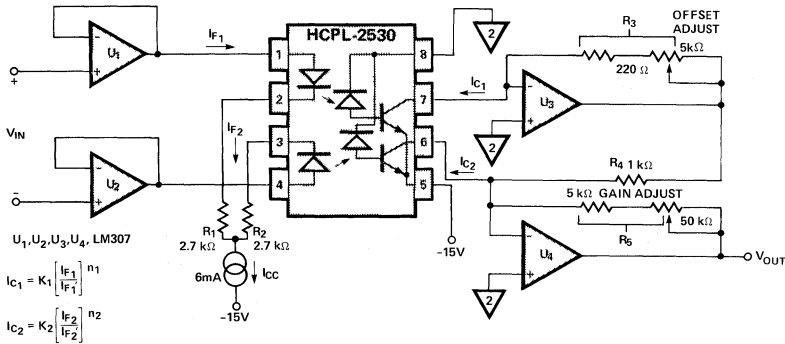 HCPL-2530
OFFSET
ADJUST
R3
5kΩ
220 Ω
IF1
IC1
IF2
IC2
1
2
3
4
8
7
6
5
2
2
2
U1
U2
U3
U4
+
−
−
+
−
+
−
+
−
+
VIN
−
R4 1 kΩ
5 kΩ GAIN ADJUST
50 kΩ
R5
VOUT
−15V
R1
2.7 kΩ
R2
2.7 kΩ
6mA
ICC
−15V
U1, U2, U3, U4, LM307
IC1 = K1 [IF1 / IF1′] n1
IC2 = K2 [IF2 / IF2′] n2